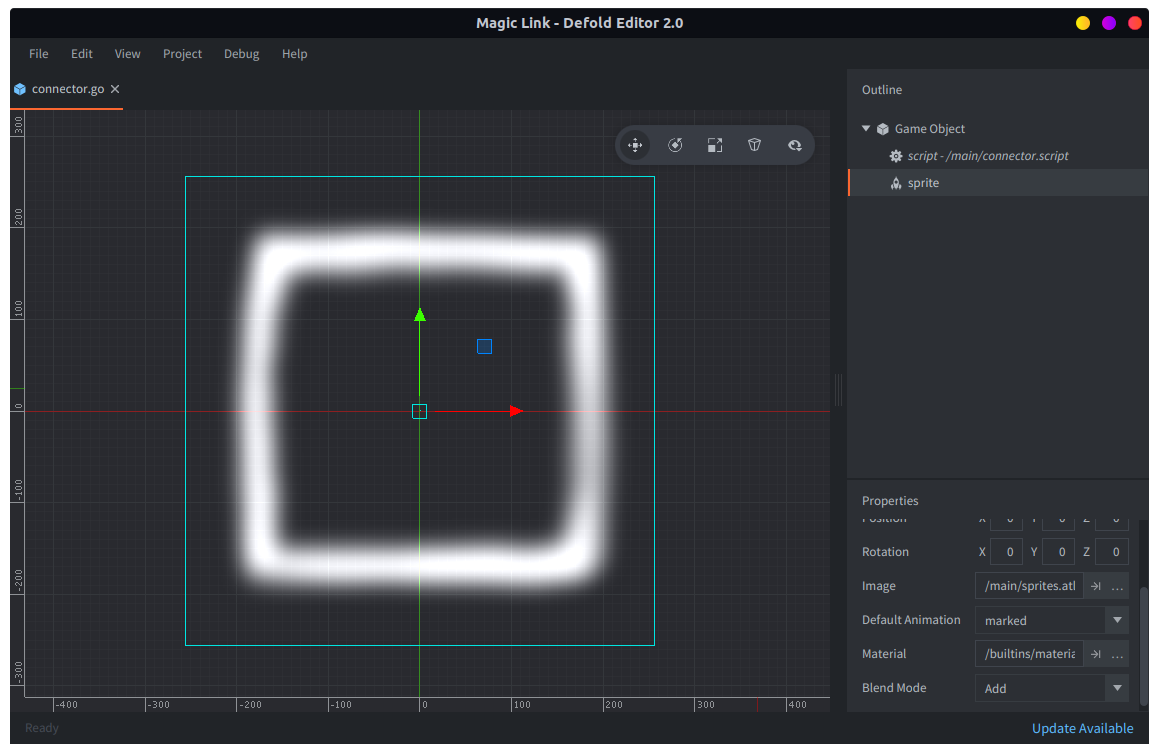 Magic Link - Defold Editor 2.0
File Edit View Project Debug Help
connector.go
Outline
Game Object
script - /main/connector.script
sprite
300
200
100
0
-100
-200
-300
-400 -300 -200 -100 0 100 200 300 400
Properties
Position X 0 Y 0 Z 0
Rotation X 0 Y 0 Z 0
Image /main/sprites.atl ...
Default Animation marked
Material /builtins/materia ...
Blend Mode Add
Ready
Update Available